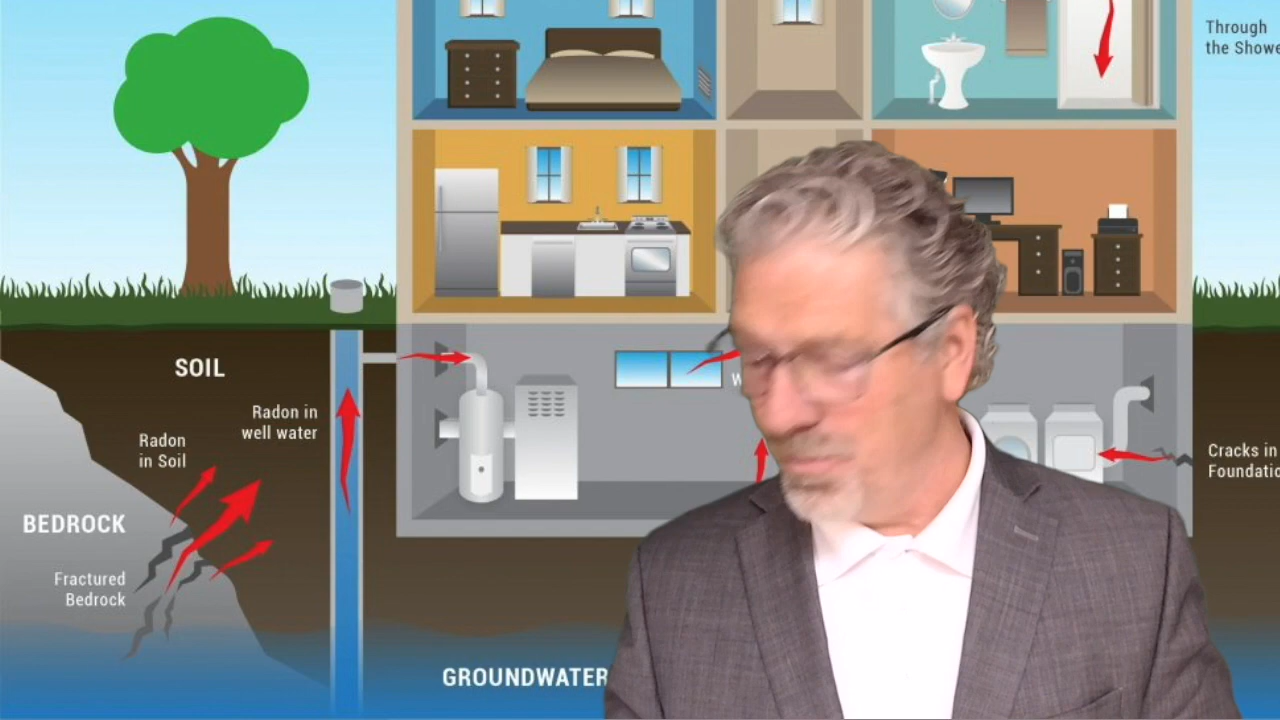 Through
the Showe
SOIL
Radon in
well water
Radon
in Soil
W
Cracks in
Foundatio
BEDROCK
Fractured
Bedrock
GROUNDWATER